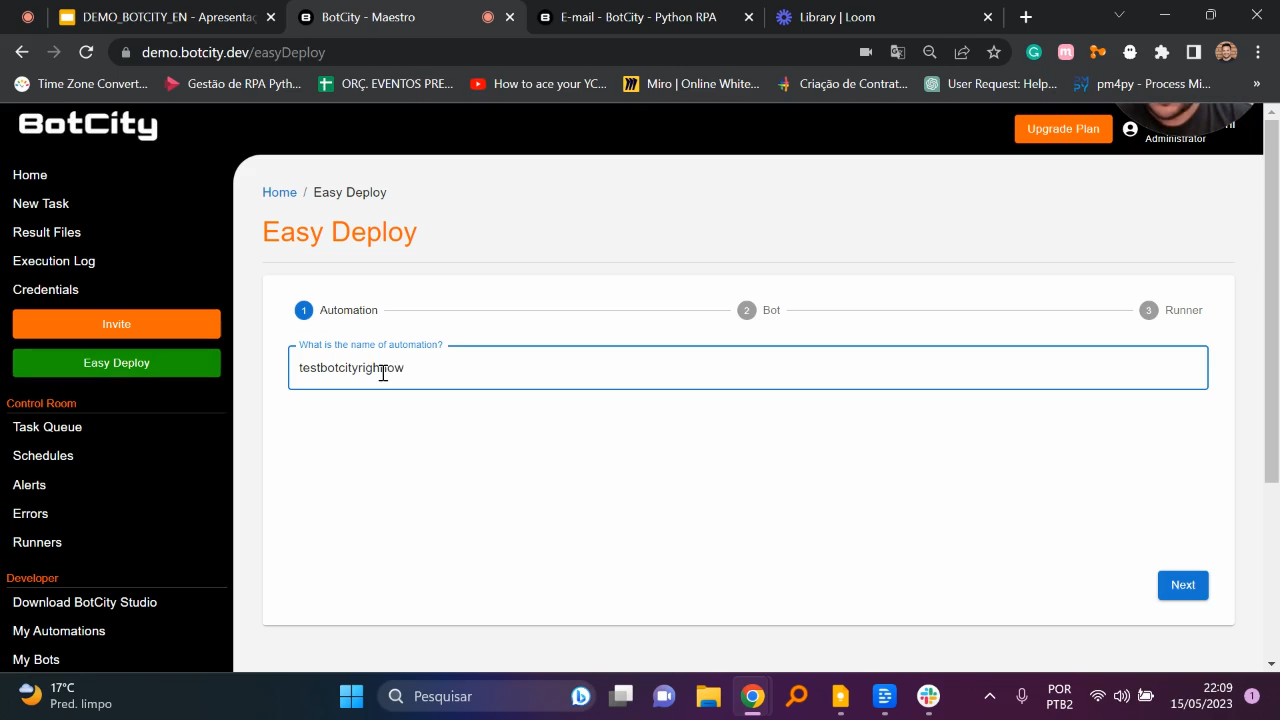 DEMO_BOTCITY_EN - Apresentaç
BotCity - Maestro
E-mail - BotCity - Python RPA
Library | Loom
demo.botcity.dev/easyDeploy
Time Zone Convert...
Gestão de RPA Pyth...
ORÇ. EVENTOS PRE...
How to ace your YC...
Miro | Online White...
Criação de Contrat...
User Request: Help...
pm4py - Process Mi...
»
BotCity
Upgrade Plan
Administrator
Home
New Task
Result Files
Execution Log
Credentials
Invite
Easy Deploy
Control Room
Task Queue
Schedules
Alerts
Errors
Runners
Developer
Download BotCity Studio
My Automations
My Bots
Home / Easy Deploy
Easy Deploy
1 Automation
2 Bot
3 Runner
What is the name of automation?
Next
17°C
Pred. limpo
Pesquisar
POR
PTB2
22:09
15/05/2023
1